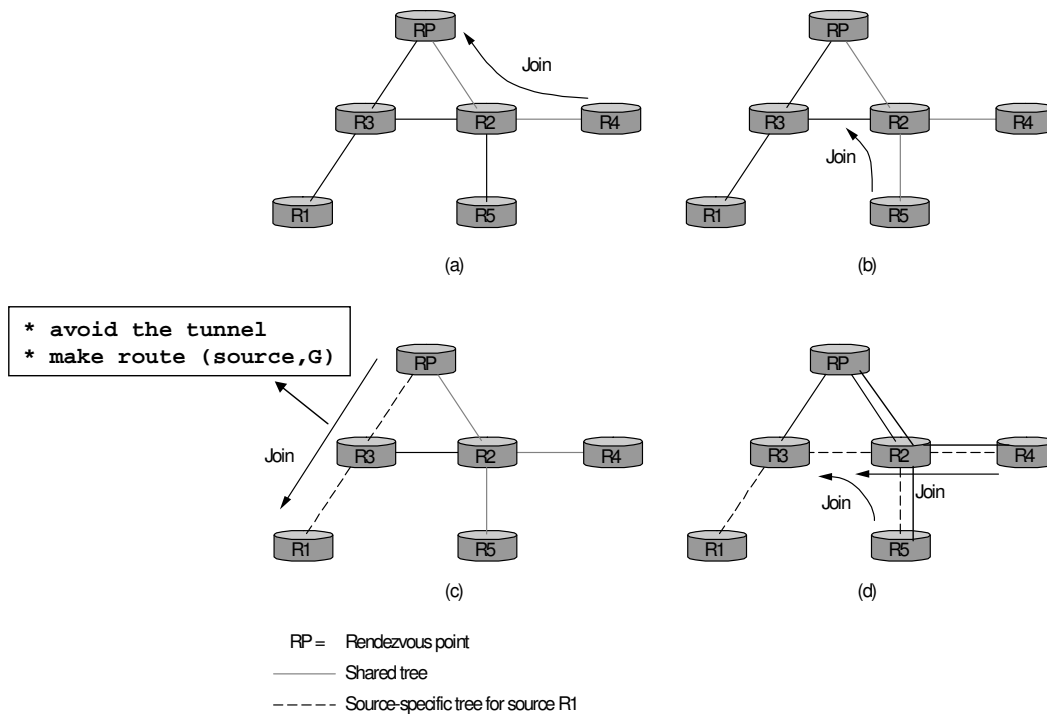 RP
Join
R3
R2
R4
R1
R5
(a)
RP
R3
R2
R4
Join
R1
R5
(b)
* avoid the tunnel
* make route (source,G)
RP
Join
R3
R2
R4
R1
R5
(c)
RP
R3
R2
R4
Join
Join
R1
R5
(d)
RP = Rendezvous point
Shared tree
Source-specific tree for source R1